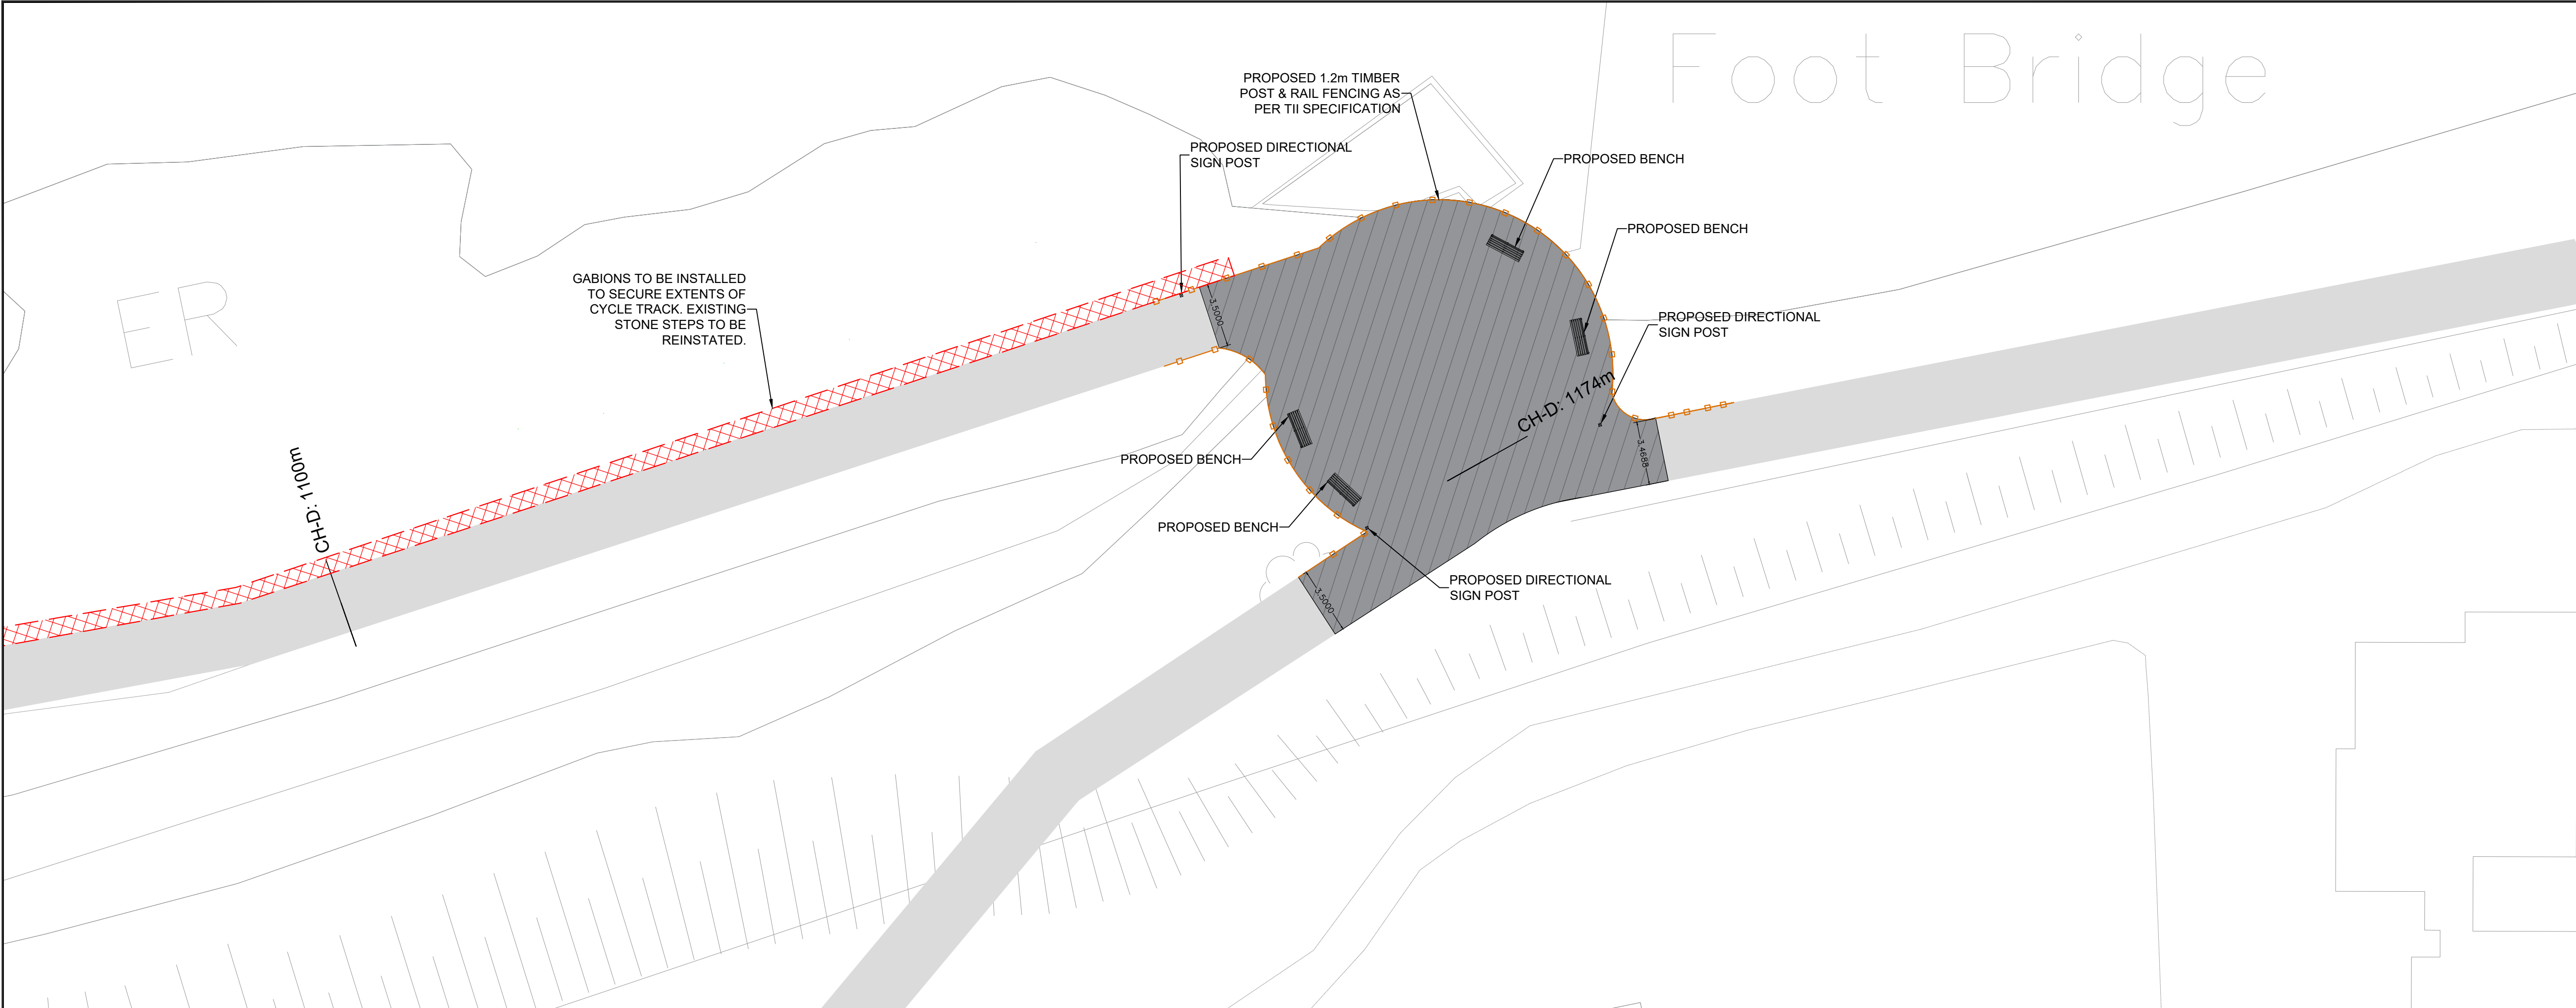 Foot Bridge
PROPOSED 1.2m TIMBER
POST & RAIL FENCING AS
PER TII SPECIFICATION
PROPOSED DIRECTIONAL
SIGN POST
PROPOSED BENCH
PROPOSED BENCH
GABIONS TO BE INSTALLED
TO SECURE EXTENTS OF
CYCLE TRACK. EXISTING
STONE STEPS TO BE
REINSTATED.
ER
3.5000
PROPOSED DIRECTIONAL
SIGN POST
CH-D: 1174m
3.4688
PROPOSED BENCH
CH-D: 1100m
PROPOSED BENCH
PROPOSED DIRECTIONAL
SIGN POST
3.5000